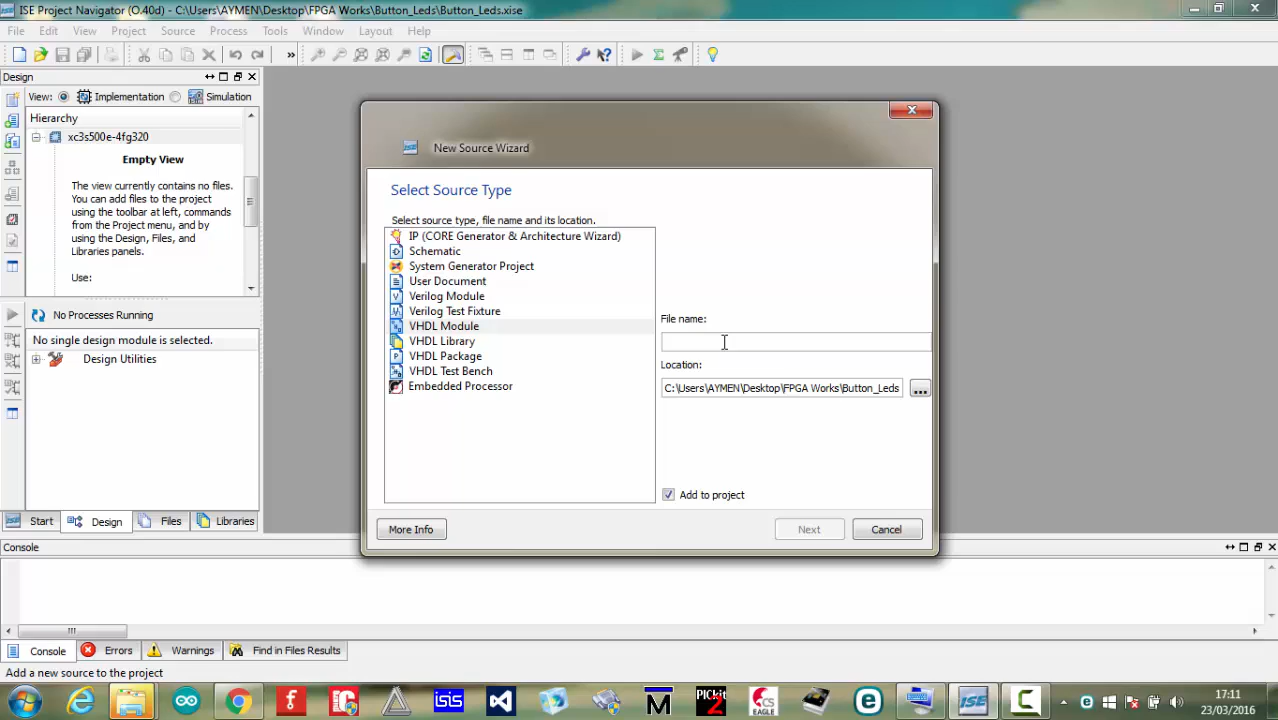 ISE Project Navigator (O.40d) - C:\Users\AYMEN\Desktop\FPGA Works\Button_Leds\Button_Leds.xise
File Edit View Project Source Process Tools Window Layout Help
»
Design
View: Implementation Simulation
Hierarchy
xc3s500e-4fg320
Empty View
The view currently contains no files.
You can add files to the project
using the toolbar at left, commands
from the Project menu, and by
using the Design, Files, and
Libraries panels.
Use:
No Processes Running
No single design module is selected.
Design Utilities
Start Design Files Libraries
New Source Wizard
Select Source Type
Select source type, file name and its location.
IP (CORE Generator & Architecture Wizard)
Schematic
System Generator Project
User Document
Verilog Module
Verilog Test Fixture
VHDL Module
VHDL Library
VHDL Package
VHDL Test Bench
Embedded Processor
File name:
Location:
C:\Users\AYMEN\Desktop\FPGA Works\Button_Leds
...
Add to project
More Info Next Cancel
Console
Console Errors Warnings Find in Files Results
Add a new source to the project
isis
PICkit
2
CS
EAGLE
ISE
17:11
23/03/2016